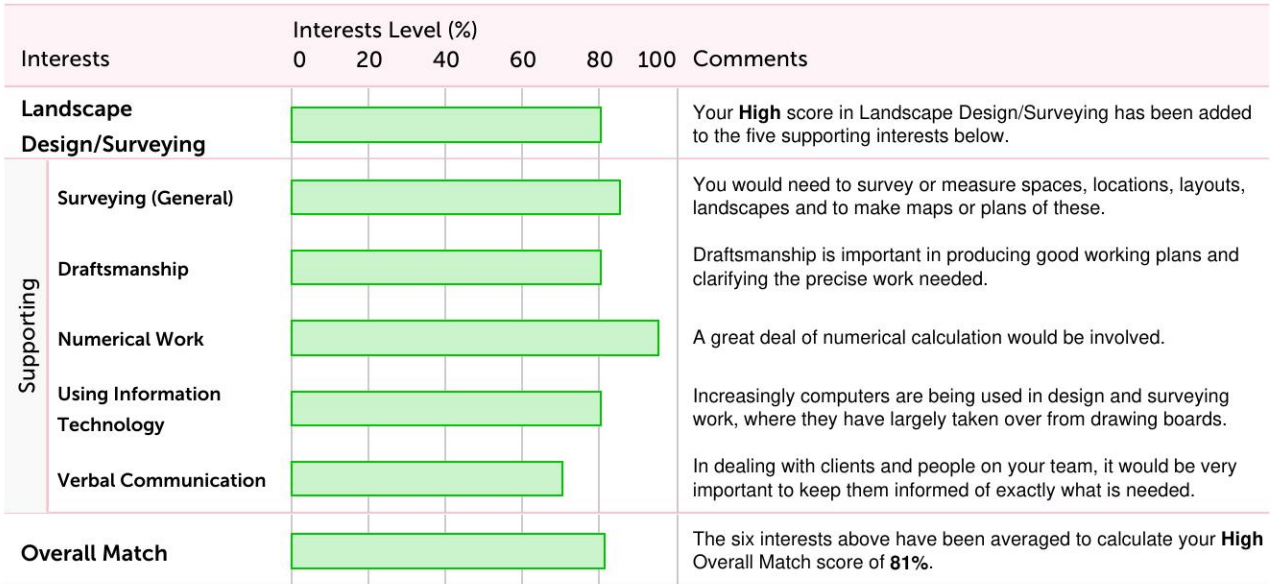 Interests Level (%)
Interests 0 20 40 60 80 100 Comments
Landscape
Design/Surveying
Your High score in Landscape Design/Surveying has been added
to the five supporting interests below.
Supporting
Surveying (General)
You would need to survey or measure spaces, locations, layouts,
landscapes and to make maps or plans of these.
Draftsmanship
Draftsmanship is important in producing good working plans and
clarifying the precise work needed.
Numerical Work
A great deal of numerical calculation would be involved.
Using Information
Technology
Increasingly computers are being used in design and surveying
work, where they have largely taken over from drawing boards.
Verbal Communication
In dealing with clients and people on your team, it would be very
important to keep them informed of exactly what is needed.
Overall Match
The six interests above have been averaged to calculate your High
Overall Match score of 81%.